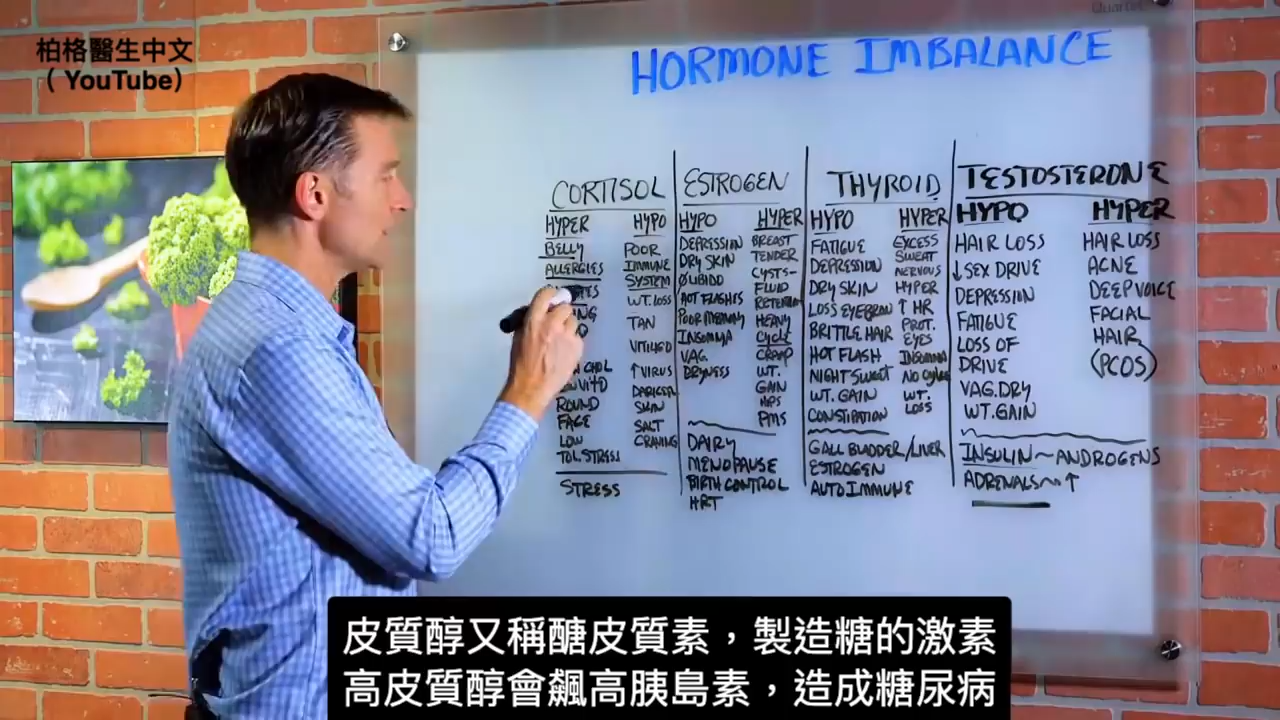 Quartet
柏格醫生中文
（YouTube）
HORMONE IMBALANCE
CORTISOL
HYPER
BELLY
ALLERGIES
ROUND
FACE
LOW
TOL.STRESS
STRESS
HYPO
POOR
IMMUNE
SYSTEM
WT.LOSS
TAN
VITILIGO
↑VIRUS
DARKER
SKIN
SALT
CRAVING
ESTROGEN
HYPO
DEPRESSION
DRY SKIN
ØLIBIDO
HOT FLASHES
POOR MEMORY
INSOMNIA
VAG.
DRYNESS
HYPER
BREAST
TENDER
CYSTS-
FLUID
RETENTION
HEAVY
CYCLE
CRAMP
WT.
GAIN
HIPS
PMS
DAIRY
MENOPAUSE
BIRTH CONTROL
HRT
THYROID
HYPO
FATIGUE
DEPRESSION
DRY SKIN
LOSS EYEBROW
BRITTLE HAIR
HOT FLASH
NIGHT SWEAT
WT. GAIN
CONSTIPATION
HYPER
EXCESS
SWEAT
NERVOUS
HYPER
↑ HR
PROT.
EYES
INSOMNIA
NO CYCLES
WT.
LOSS
GALL BLADDER/LIVER
ESTROGEN
AUTOIMMUNE
TESTOSTERONE
HYPO
HAIR LOSS
↓SEX DRIVE
DEPRESSION
FATIGUE
LOSS OF
DRIVE
VAG.DRY
WT.GAIN
HYPER
HAIR LOSS
ACNE
DEEP VOICE
FACIAL
HAIR
(PCOS)
INSULIN~ANDROGENS
ADRENALS~↑
皮質醇又稱醣皮質素，製造糖的激素
高皮質醇會飆高胰島素，造成糖尿病